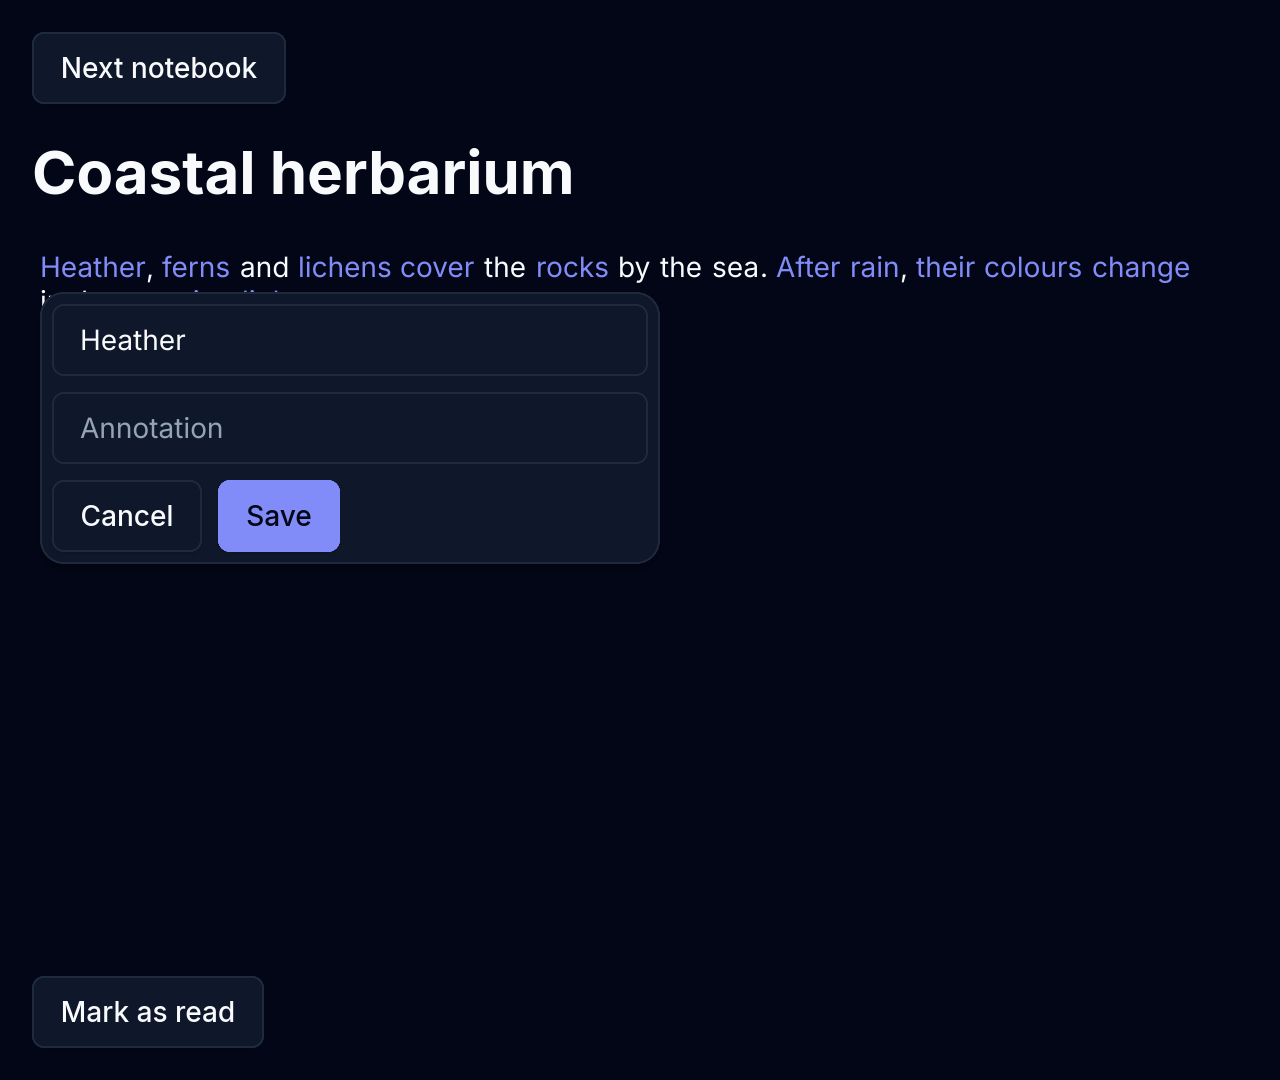 Next notebook
Coastal herbarium
Heather, ferns and lichens cover the rocks by the sea. After rain, their colours change
Heather
Annotation
Cancel Save
Mark as read